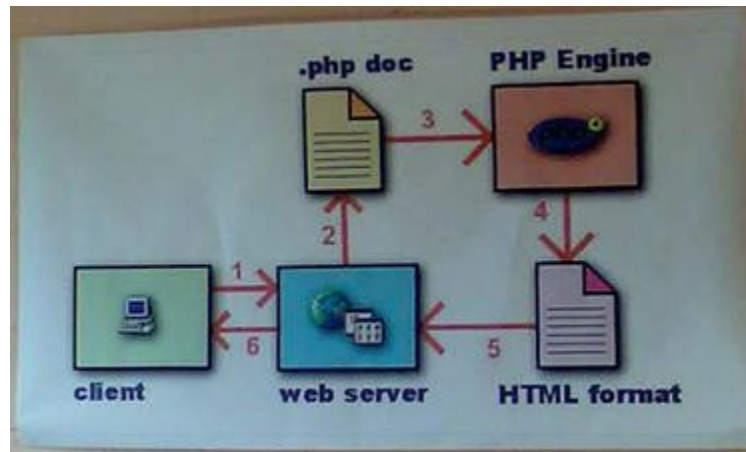 .php doc
PHP Engine
3
4
2
1
6
5
client
web server
HTML format